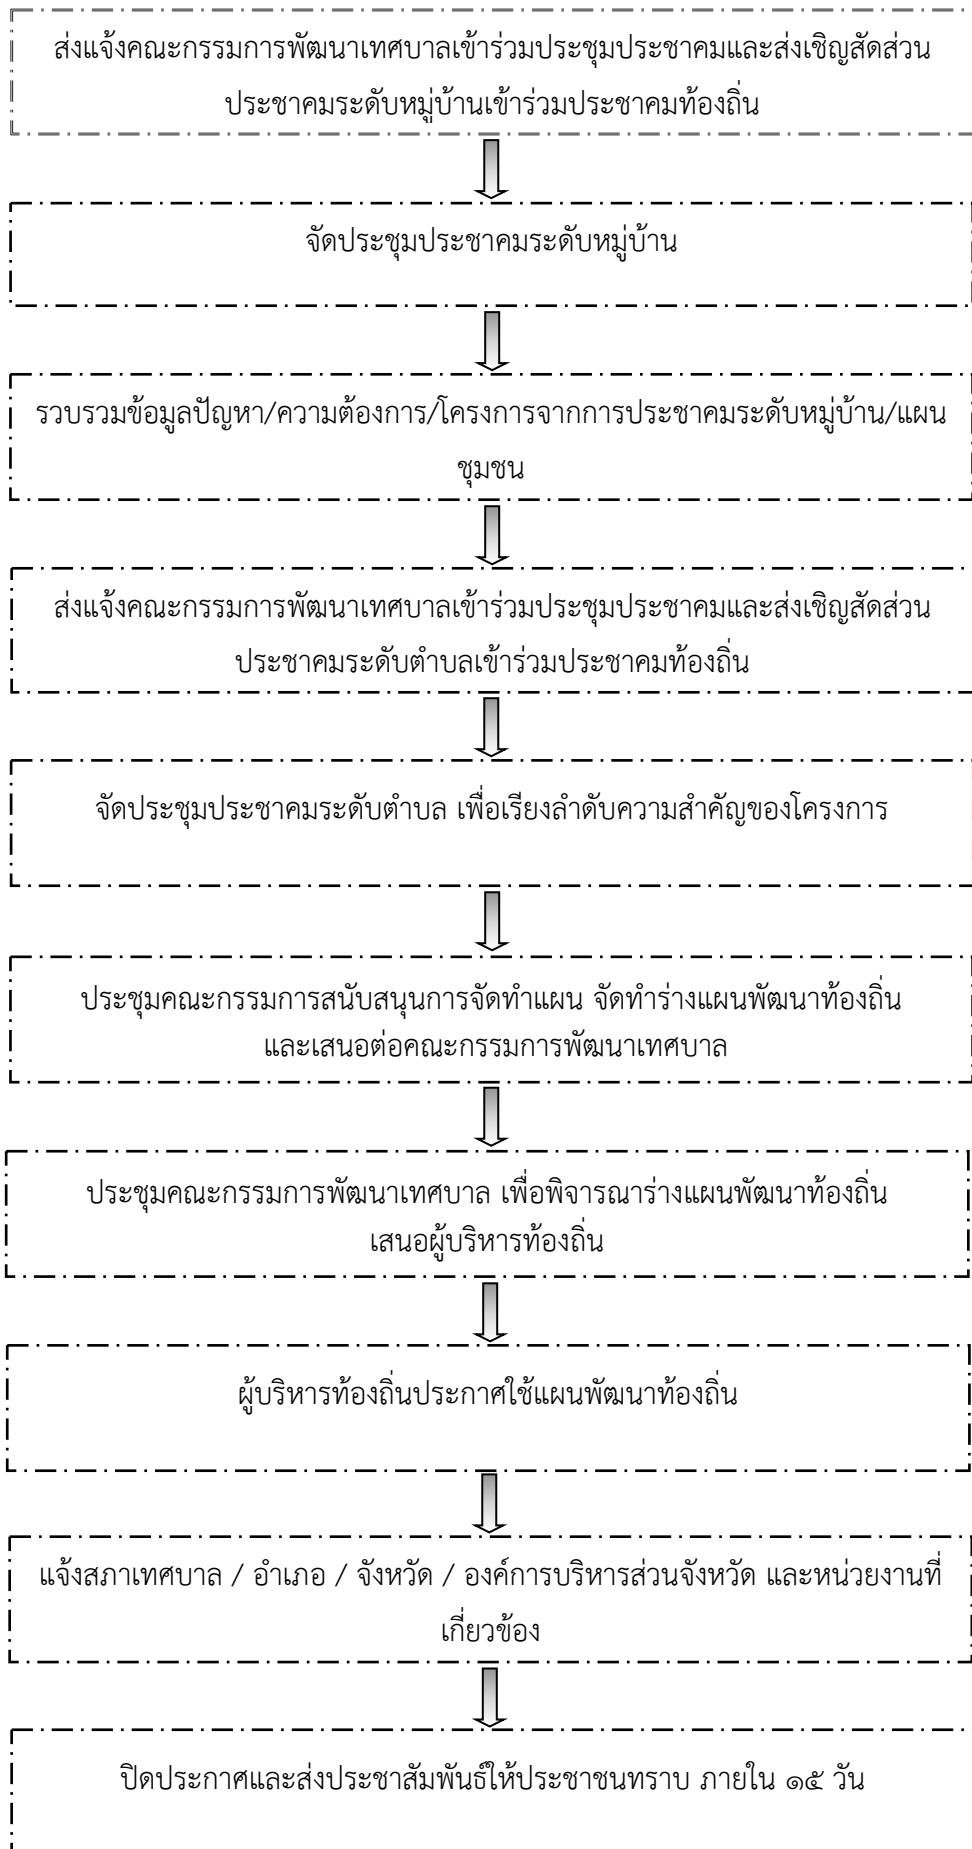 ส่งแจ้งคณะกรรมการพัฒนาเทศบาลเข้าร่วมประชุมประชาคมและส่งเชิญสัดส่วน
ประชาคมระดับหมู่บ้านเข้าร่วมประชาคมท้องถิ่น
จัดประชุมประชาคมระดับหมู่บ้าน
รวบรวมข้อมูลปัญหา/ความต้องการ/โครงการจากการประชาคมระดับหมู่บ้าน/แผน
ชุมชน
ส่งแจ้งคณะกรรมการพัฒนาเทศบาลเข้าร่วมประชุมประชาคมและส่งเชิญสัดส่วน
ประชาคมระดับตำบลเข้าร่วมประชาคมท้องถิ่น
จัดประชุมประชาคมระดับตำบล เพื่อเรียงลำดับความสำคัญของโครงการ
ประชุมคณะกรรมการสนับสนุนการจัดทำแผน จัดทำร่างแผนพัฒนาท้องถิ่น
และเสนอต่อคณะกรรมการพัฒนาเทศบาล
ประชุมคณะกรรมการพัฒนาเทศบาล เพื่อพิจารณาร่างแผนพัฒนาท้องถิ่น
เสนอผู้บริหารท้องถิ่น
ผู้บริหารท้องถิ่นประกาศใช้แผนพัฒนาท้องถิ่น
แจ้งสภาเทศบาล / อำเภอ / จังหวัด / องค์การบริหารส่วนจังหวัด และหน่วยงานที่
เกี่ยวข้อง
ปิดประกาศและส่งประชาสัมพันธ์ให้ประชาชนทราบ ภายใน ๑๕ วัน